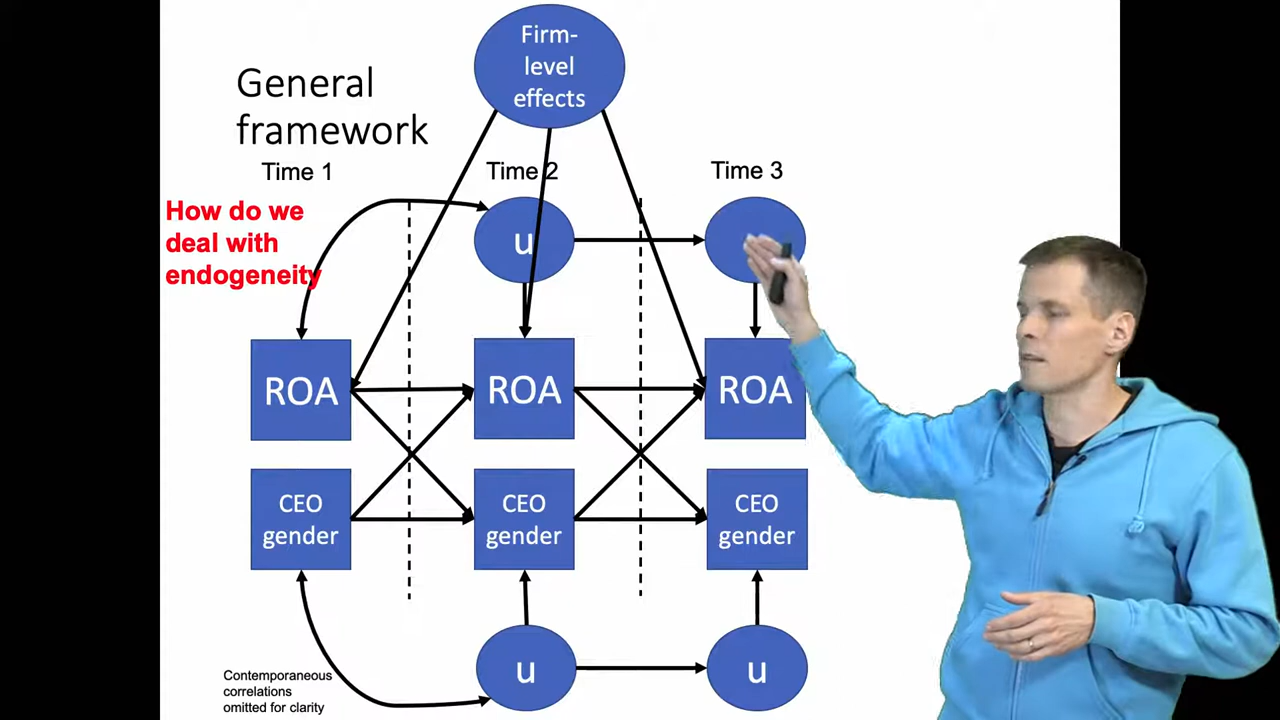 Firm-
level
effects
General
framework
Time 1
Time 2
Time 3
How do we
deal with
endogeneity
u
ROA
ROA
ROA
CEO
gender
CEO
gender
CEO
gender
u
u
Contemporaneous
correlations
omitted for clarity